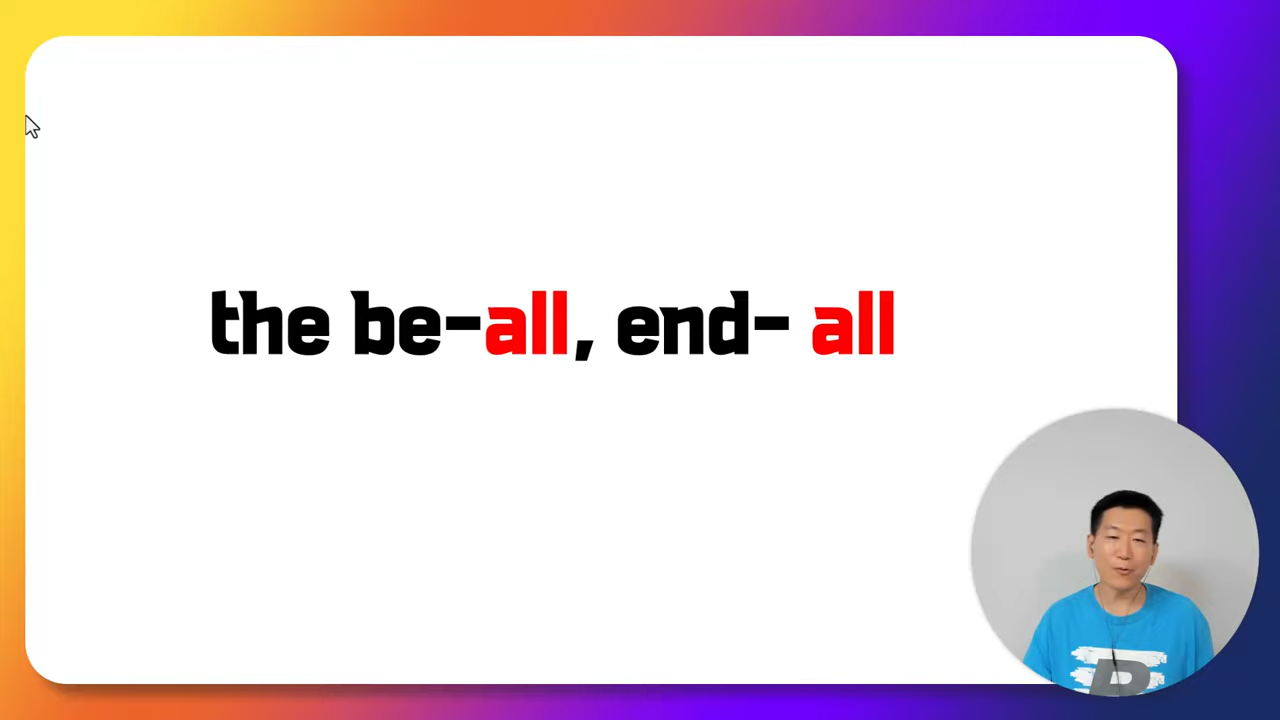 the be-all, end- all